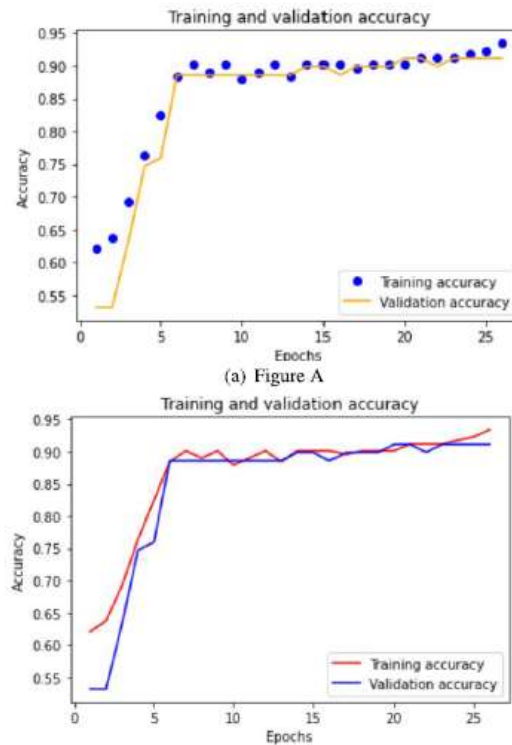 Training and validation accuracy
0.95
0.90
0.85
0.80
0.75
0.70
0.65
0.60
0.55
Accuracy
Training accuracy
Validation accuracy
0 5 10 15 20 25
Epochs
(a) Figure A
Training and validation accuracy
0.95
0.90
0.85
0.80
0.75
0.70
0.65
0.60
0.55
Accuracy
Training accuracy
Validation accuracy
0 5 10 15 20 25
Epochs